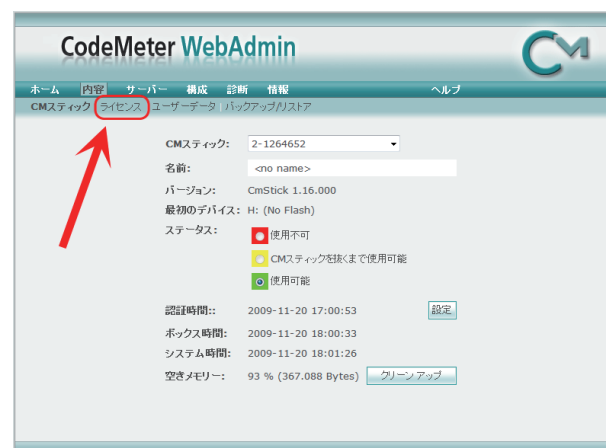 CodeMeter WebAdmin
CM
ホーム 内容 サーバー 構成 診断 情報 ヘルプ
CMスティック ライセンス ユーザーデータ | バックアップ/リストア
CMスティック: 2-1264652
名前: <no name>
バージョン: CmStick 1.16.000
最初のデバイス: H: (No Flash)
ステータス: 使用不可
CMスティックを抜くまで使用可能
使用可能
認証時間:: 2009-11-20 17:00:53 設定
ボックス時間: 2009-11-20 18:00:33
システム時間: 2009-11-20 18:01:26
空きメモリー: 93 % (367.088 Bytes) クリーン アップ